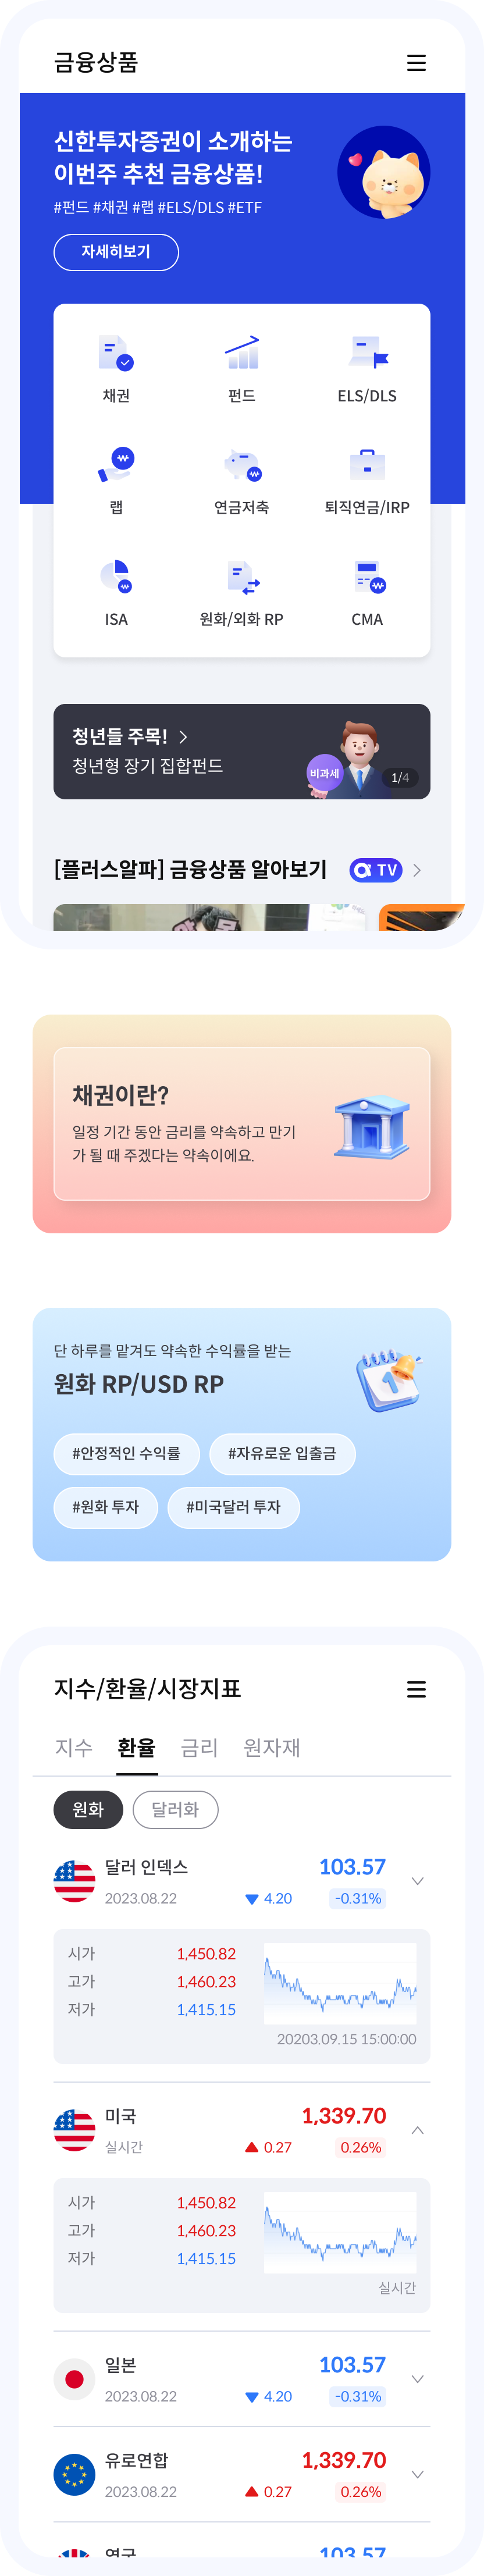 금융상품
신한투자증권이 소개하는
이번주 추천 금융상품!
#펀드 #채권 #랩 #ELS/DLS #ETF
자세히보기
채권
펀드
ELS/DLS
랩
연금저축
퇴직연금/IRP
ISA
원화/외화 RP
CMA
청년들 주목!
청년형 장기 집합펀드
비과세
1/4
[플러스알파] 금융상품 알아보기
TV
채권이란?
일정 기간 동안 금리를 약속하고 만기
가 될 때 주겠다는 약속이에요.
단 하루를 맡겨도 약속한 수익률을 받는
원화 RP/USD RP
1
#안정적인 수익률
#자유로운 입출금
#원화 투자
#미국달러 투자
지수/환율/시장지표
지수 환율 금리 원자재
원화 달러화
달러 인덱스 103.57
2023.08.22 ▼ 4.20 -0.31%
시가 1,450.82
고가 1,460.23
저가 1,415.15
20203.09.15 15:00:00
미국 1,339.70
실시간 ▲ 0.27 0.26%
시가 1,450.82
고가 1,460.23
저가 1,415.15
실시간
일본 103.57
2023.08.22 ▼ 4.20 -0.31%
유로연합 1,339.70
2023.08.22 ▲ 0.27 0.26%
영국 103.57